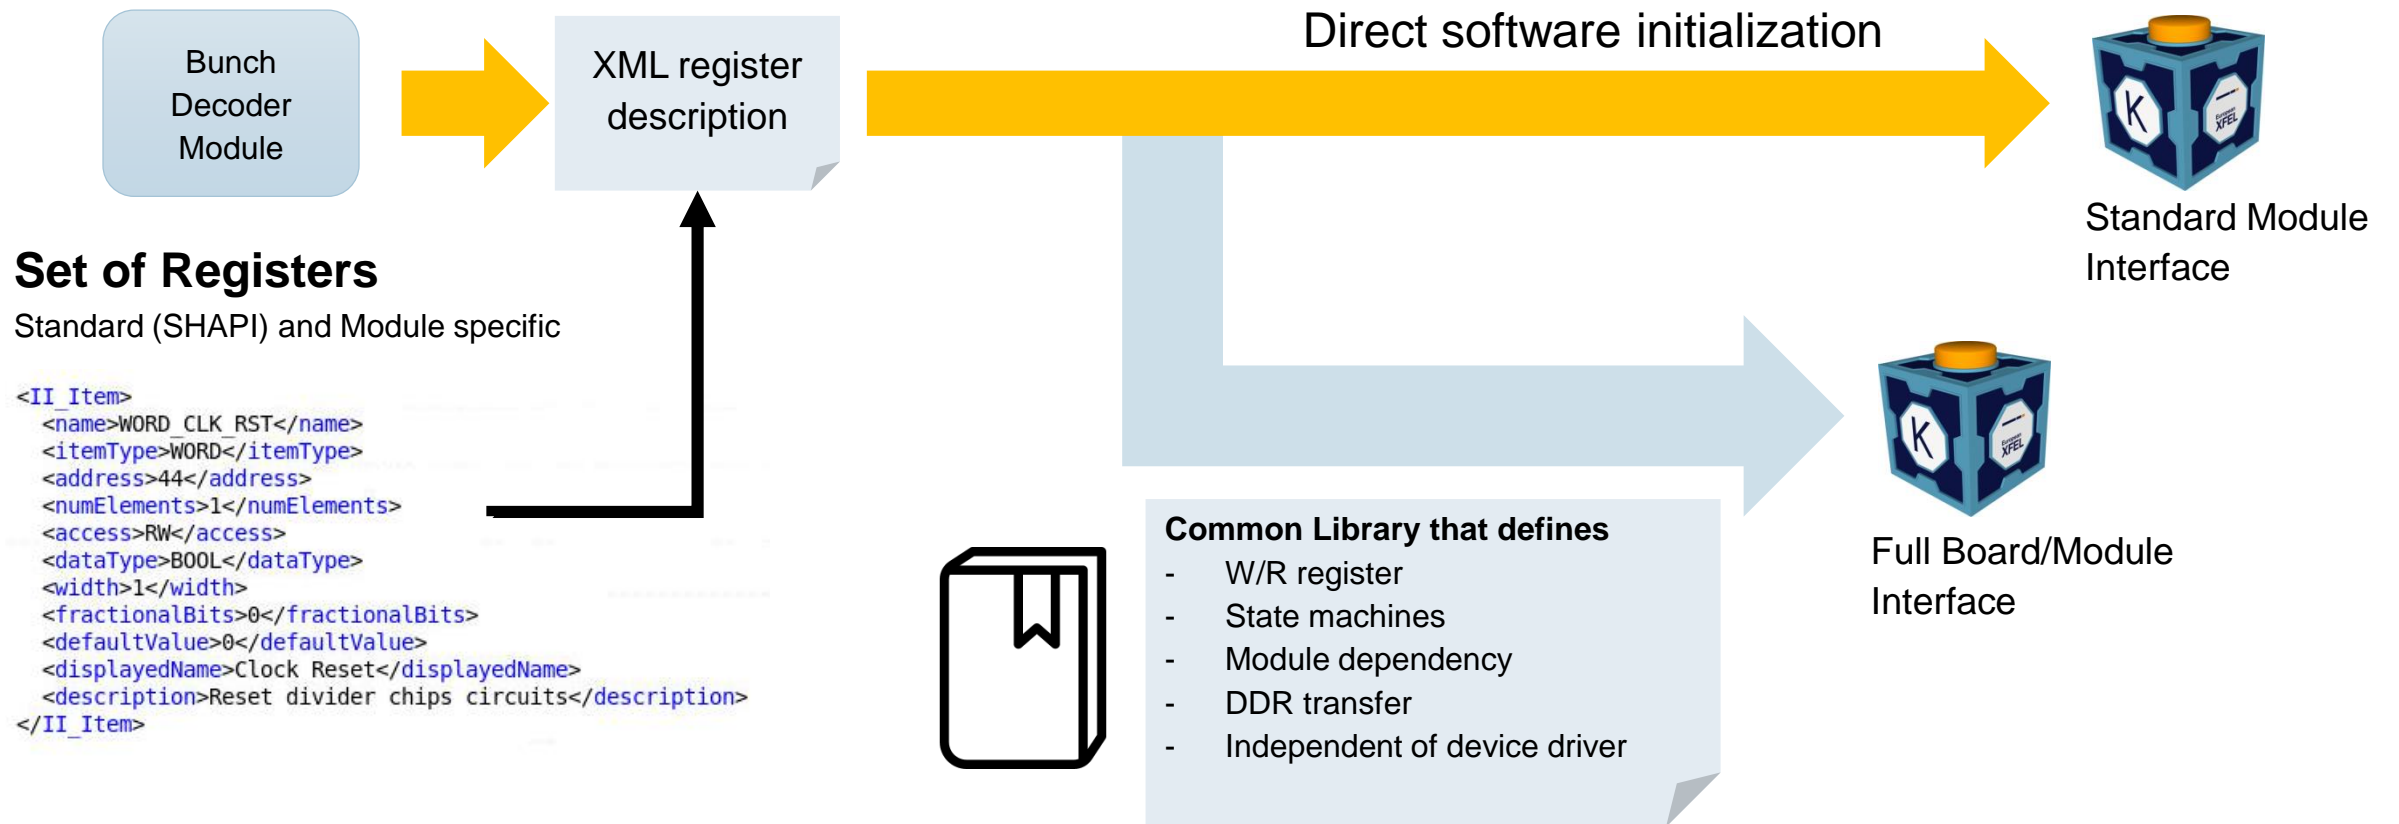 Bunch
Decoder
Module
XML register
description
Direct software initialization
K
European
XFEL
Standard Module
Interface
Set of Registers
Standard (SHAPI) and Module specific
<II_Item>
<name>WORD_CLK_RST</name>
<itemType>WORD</itemType>
<address>44</address>
<numElements>1</numElements>
<access>RW</access>
<dataType>BOOL</dataType>
<width>1</width>
<fractionalBits>0</fractionalBits>
<defaultValue>0</defaultValue>
<displayedName>Clock Reset</displayedName>
<description>Reset divider chips circuits</description>
</II_Item>
K
European
XFEL
Full Board/Module
Interface
Common Library that defines
- W/R register
- State machines
- Module dependency
- DDR transfer
- Independent of device driver